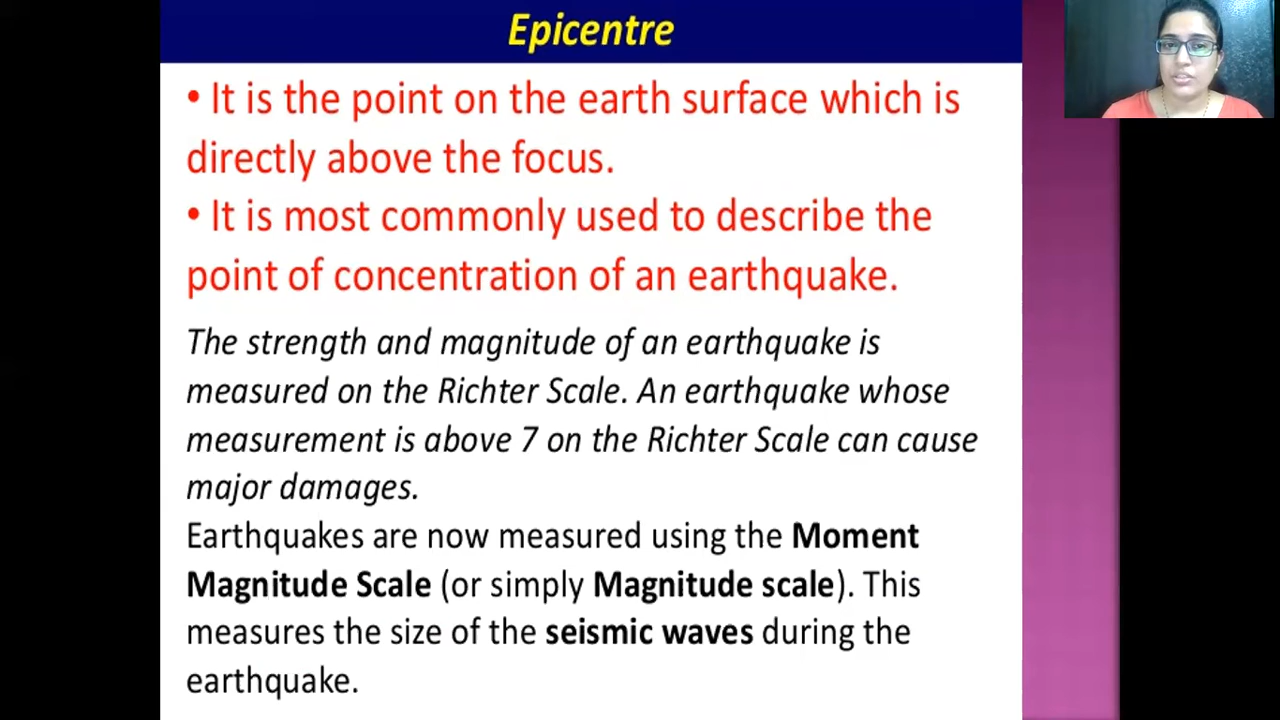 Epicentre
• It is the point on the earth surface which is
directly above the focus.
• It is most commonly used to describe the
point of concentration of an earthquake.
The strength and magnitude of an earthquake is
measured on the Richter Scale. An earthquake whose
measurement is above 7 on the Richter Scale can cause
major damages.
Earthquakes are now measured using the Moment
Magnitude Scale (or simply Magnitude scale). This
measures the size of the seismic waves during the
earthquake.